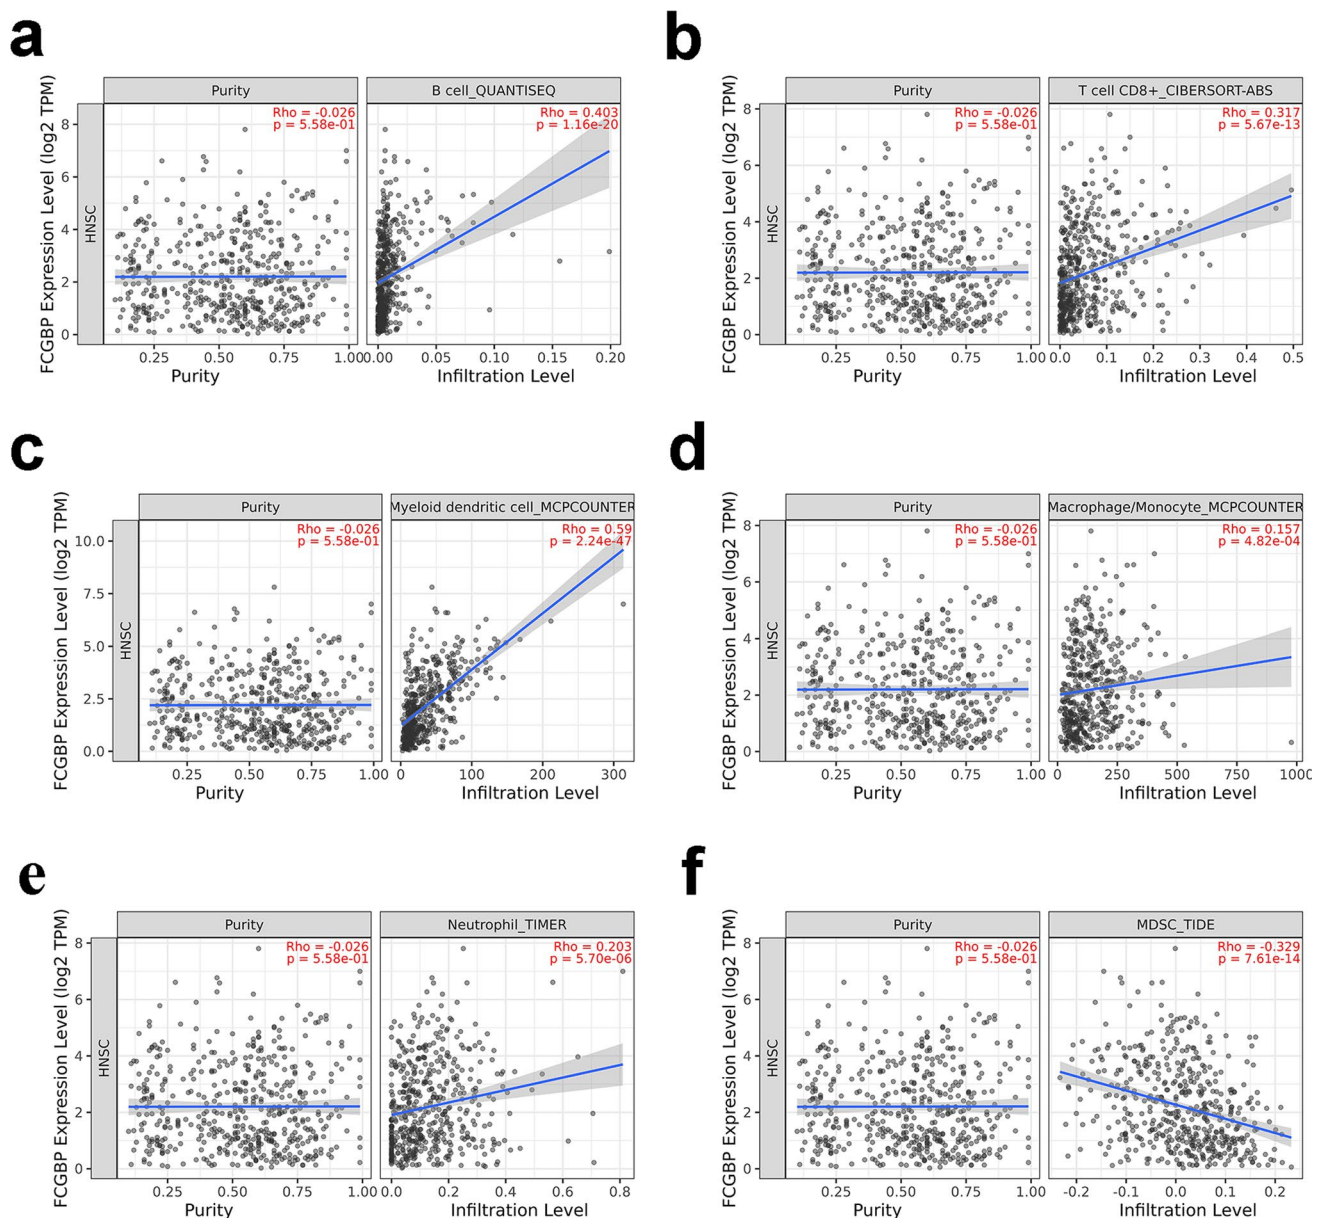 a
FCGBP Expression Level (log2 TPM)
HNSC
Purity
Rho = -0.026
p = 5.58e-01
8
6
4
2
0
0.25 0.50 0.75 1.00
Purity
B cell_QUANTISEQ
Rho = 0.403
p = 1.16e-20
0.00 0.05 0.10 0.15 0.20
Infiltration Level
b
FCGBP Expression Level (log2 TPM)
HNSC
Purity
Rho = -0.026
p = 5.58e-01
8
6
4
2
0
0.25 0.50 0.75 1.00
Purity
T cell CD8+_CIBERSORT-ABS
Rho = 0.317
p = 5.67e-13
0.0 0.1 0.2 0.3 0.4 0.5
Infiltration Level
c
FCGBP Expression Level (log2 TPM)
HNSC
Purity
Rho = -0.026
p = 5.58e-01
10.0
7.5
5.0
2.5
0.0
0.25 0.50 0.75 1.00
Purity
Myeloid dendritic cell_MCPCOUNTER
Rho = 0.59
p = 2.24e-47
0 100 200 300
Infiltration Level
d
FCGBP Expression Level (log2 TPM)
HNSC
Purity
Rho = -0.026
p = 5.58e-01
8
6
4
2
0
0.25 0.50 0.75 1.00
Purity
Macrophage/Monocyte_MCPCOUNTER
Rho = 0.157
p = 4.82e-04
0 250 500 750 1000
Infiltration Level
e
FCGBP Expression Level (log2 TPM)
HNSC
Purity
Rho = -0.026
p = 5.58e-01
8
6
4
2
0
0.25 0.50 0.75 1.00
Purity
Neutrophil_TIMER
Rho = 0.203
p = 5.70e-06
0.0 0.2 0.4 0.6 0.8
Infiltration Level
f
FCGBP Expression Level (log2 TPM)
HNSC
Purity
Rho = -0.026
p = 5.58e-01
8
6
4
2
0
0.25 0.50 0.75 1.00
Purity
MDSC_TIDE
Rho = -0.329
p = 7.61e-14
-0.2 -0.1 0.0 0.1 0.2
Infiltration Level